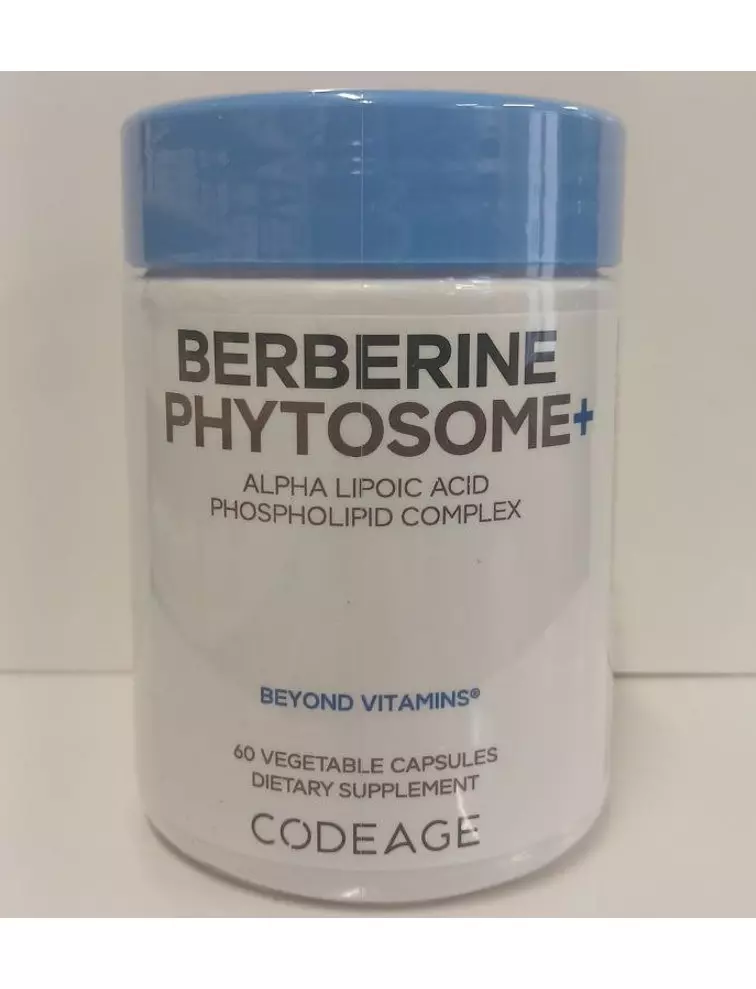 BERBERINE
PHYTOSOME+
ALPHA LIPOIC ACID
PHOSPHOLIPID COMPLEX
BEYOND VITAMINS®
60 VEGETABLE CAPSULES
DIETARY SUPPLEMENT
CODEAGE